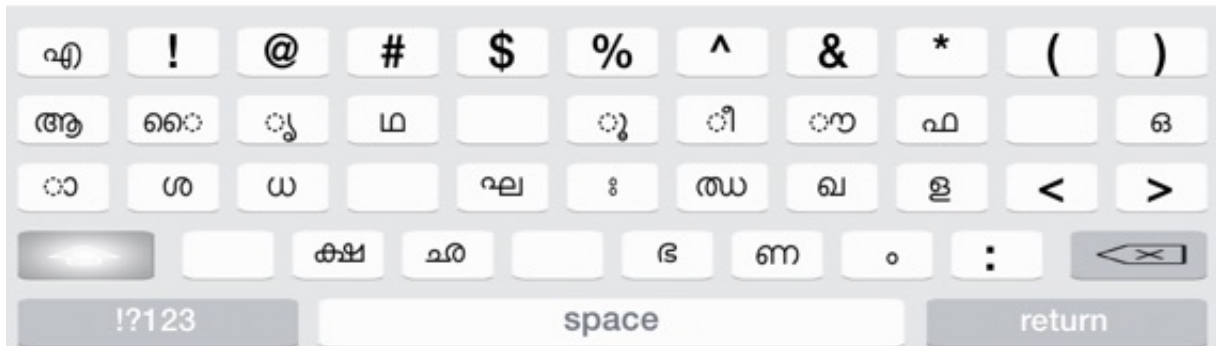 എ ! @ # $ % ^ & * ( )
ആ ൈ ൃ ഥ ൂ ീ ൗ ഫ ഒ
ാ ശ ധ ഘ ഃ ഝ ഖ ള < >
ക്ഷ ഛ ഭ ണ ം :
!?123 space return